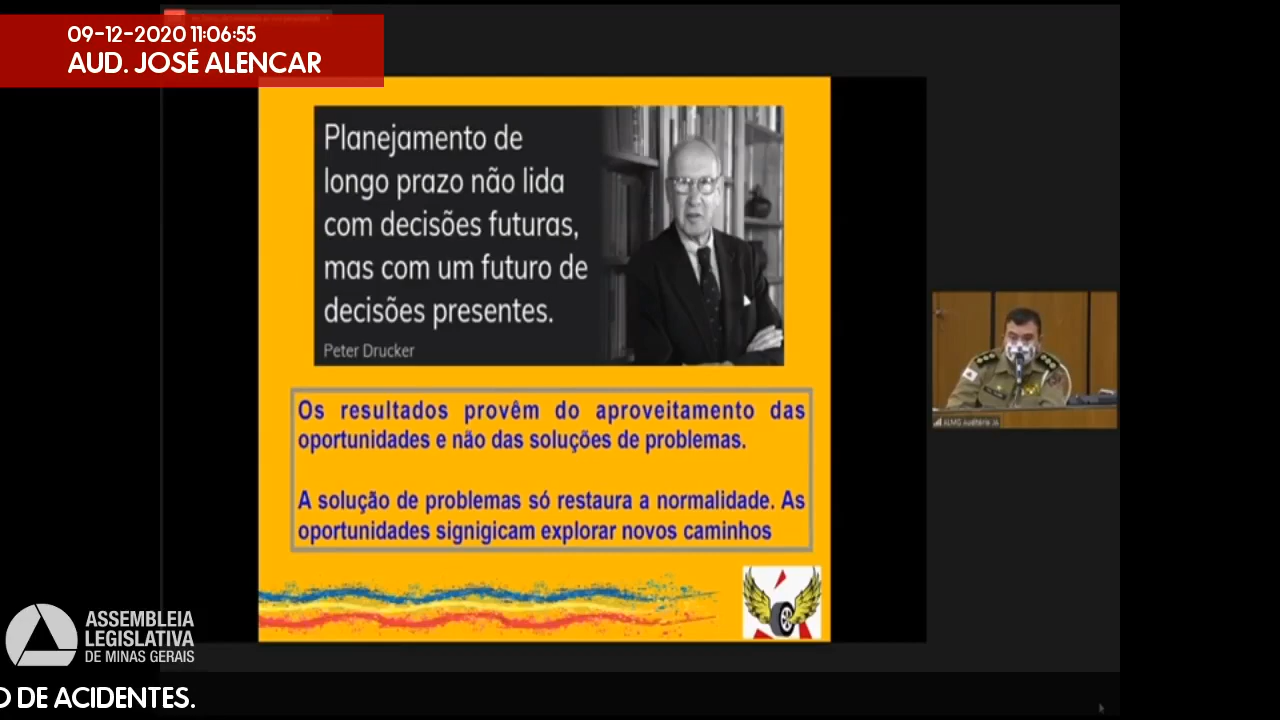 09-12-2020 11:06:55
AUD. JOSÉ ALENCAR
Planejamento de
longo prazo não lida
com decisões futuras,
mas com um futuro de
decisões presentes.
Peter Drucker
Os resultados provêm do aproveitamento das
oportunidades e não das soluções de problemas.
A solução de problemas só restaura a normalidade. As
oportunidades signigicam explorar novos caminhos
ALMG Auditório JA
ASSEMBLEIA
LEGISLATIVA
DE MINAS GERAIS
O DE ACIDENTES.